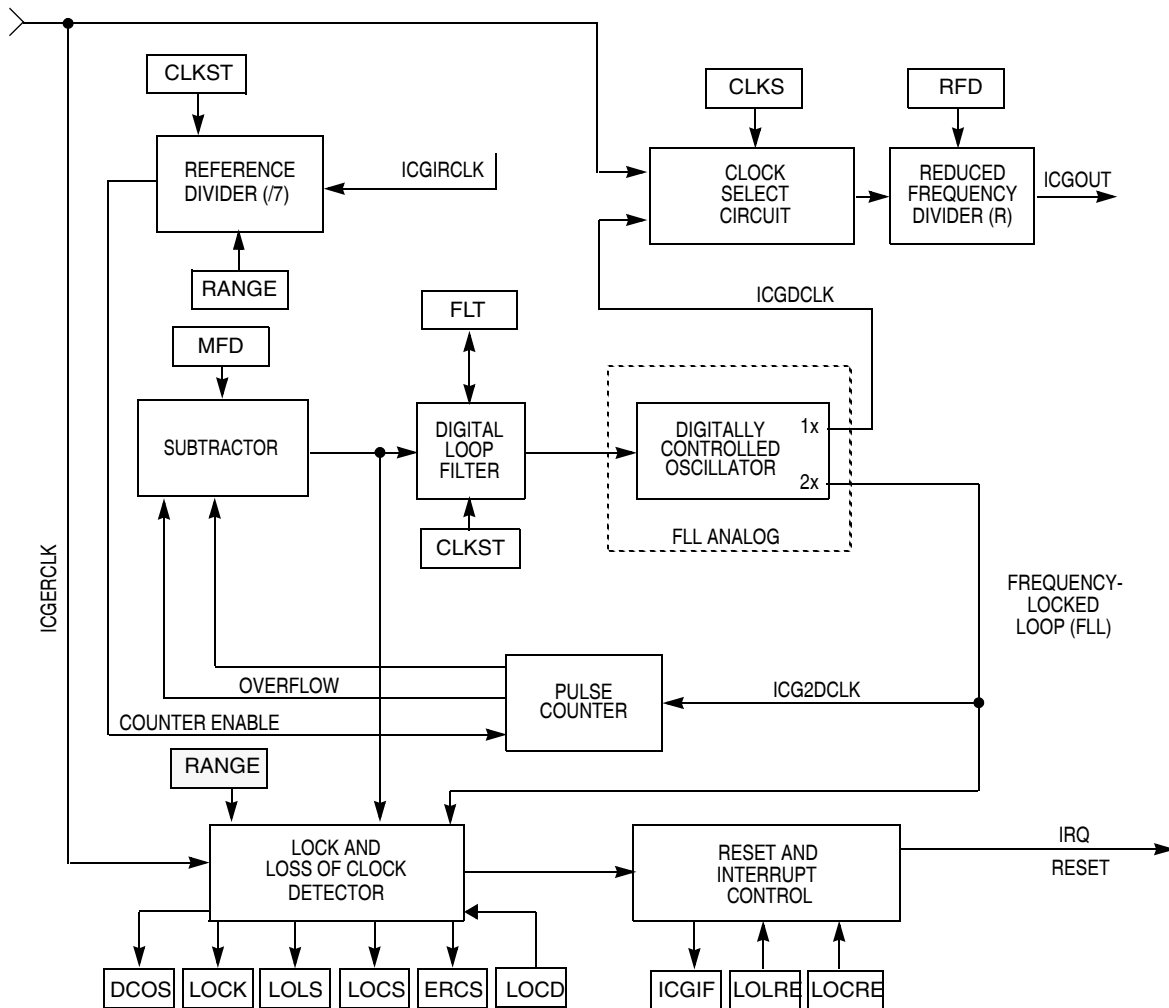 CLKST
CLKS
RFD
REFERENCE
DIVIDER (/7)
ICGIRCLK
CLOCK
SELECT
CIRCUIT
REDUCED
FREQUENCY
DIVIDER (R)
ICGOUT
RANGE
ICGDCLK
FLT
MFD
SUBTRACTOR
DIGITAL
LOOP
FILTER
DIGITALLY
CONTROLLED
OSCILLATOR
1x
2x
CLKST
FLL ANALOG
ICGERCLK
FREQUENCY-
LOCKED
LOOP (FLL)
OVERFLOW
PULSE
COUNTER
ICG2DCLK
COUNTER ENABLE
RANGE
LOCK AND
LOSS OF CLOCK
DETECTOR
RESET AND
INTERRUPT
CONTROL
IRQ
RESET
DCOS
LOCK
LOLS
LOCS
ERCS
LOCD
ICGIF
LOLRE
LOCRE